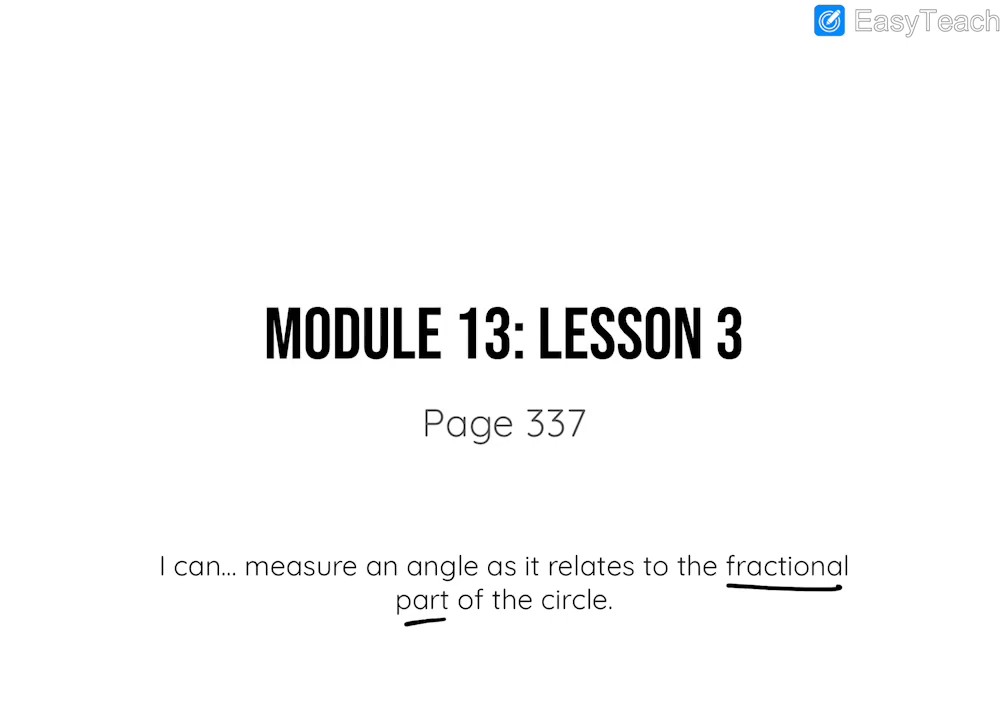 EasyTeach
MODULE 13: LESSON 3
Page 337
I can... measure an angle as it relates to the fractional
part of the circle.